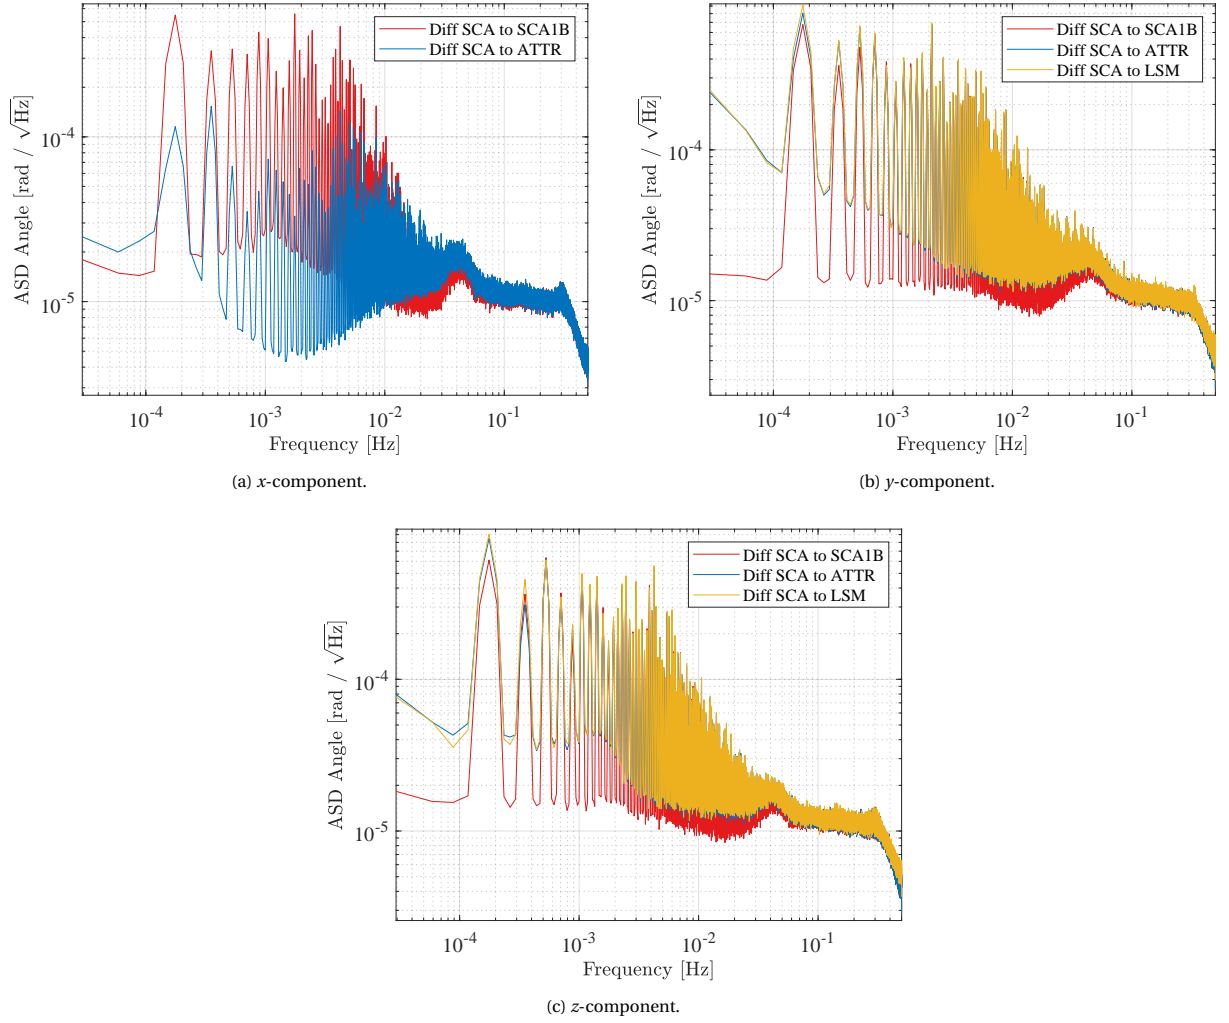 Diff SCA to SCA1B
Diff SCA to ATTR
10^-4
10^-5
ASD Angle [rad / √Hz]
10^-4
10^-3
10^-2
10^-1
Frequency [Hz]
(a) x-component.
Diff SCA to SCA1B
Diff SCA to ATTR
Diff SCA to LSM
10^-4
10^-5
ASD Angle [rad / √Hz]
10^-4
10^-3
10^-2
10^-1
Frequency [Hz]
(b) y-component.
Diff SCA to SCA1B
Diff SCA to ATTR
Diff SCA to LSM
10^-4
10^-5
ASD Angle [rad / √Hz]
10^-4
10^-3
10^-2
10^-1
Frequency [Hz]
(c) z-component.